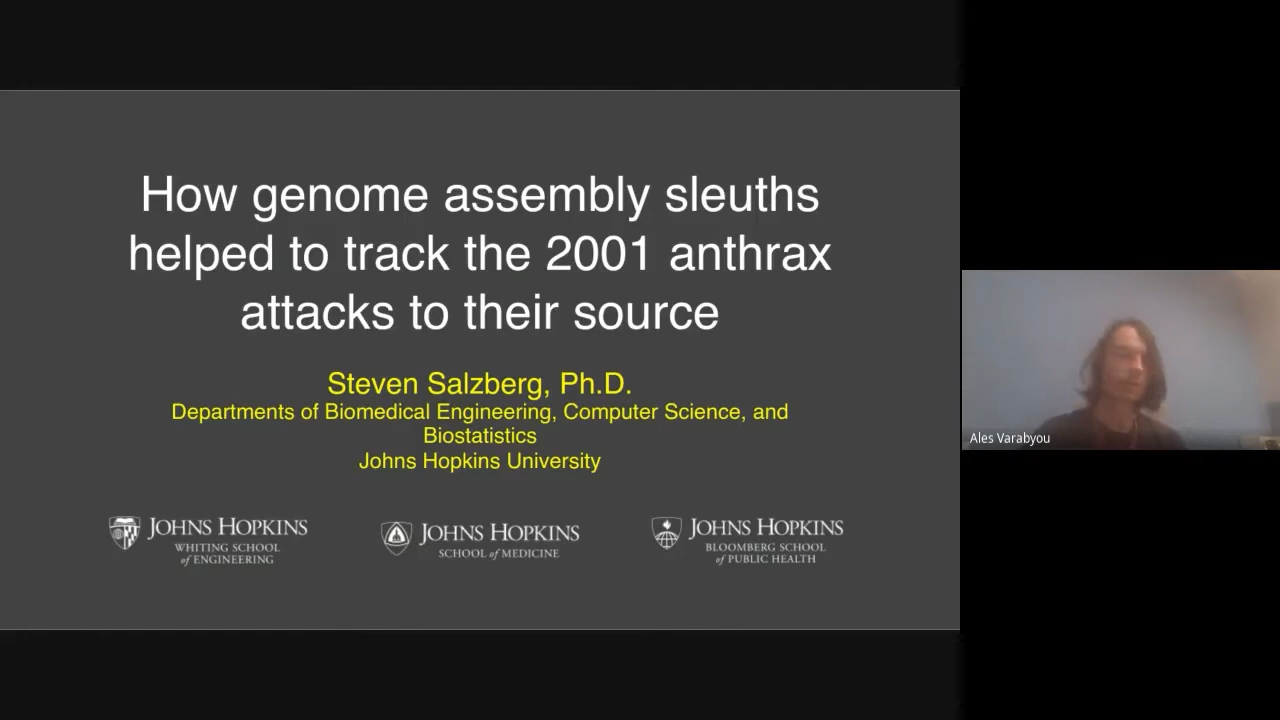 How genome assembly sleuths
helped to track the 2001 anthrax
attacks to their source
Steven Salzberg, Ph.D.
Departments of Biomedical Engineering, Computer Science, and
Biostatistics
Johns Hopkins University
JOHNS HOPKINS
WHITING SCHOOL
of ENGINEERING
JOHNS HOPKINS
SCHOOL of MEDICINE
JOHNS HOPKINS
BLOOMBERG SCHOOL
of PUBLIC HEALTH
Ales Varabyou